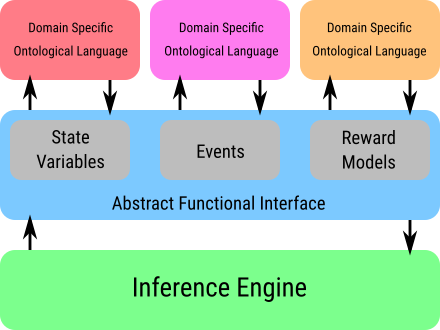 Domain Specific
Ontological Language
Domain Specific
Ontological Language
Domain Specific
Ontological Language
State
Variables
Events
Reward
Models
Abstract Functional Interface
Inference Engine